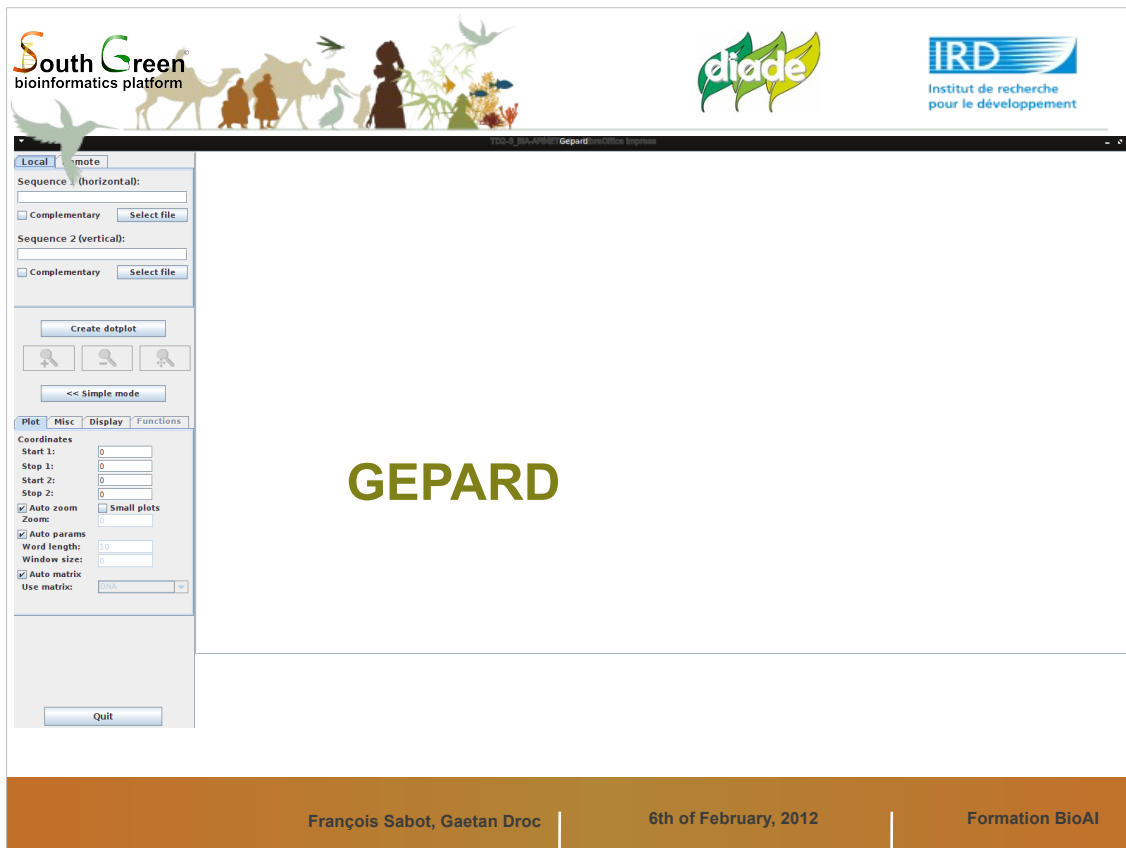 South Green
bioinformatics platform
diade
IRD
Institut de recherche
pour le développement
Gepard
Local
Sequence 1 (horizontal):
Complementary Select file
Sequence 2 (vertical):
Complementary Select file
Create dotplot
<< Simple mode
Plot Misc Display Functions
Coordinates
Start 1: 0
Stop 1: 0
Start 2: 0
Stop 2: 0
Auto zoom Small plots
Zoom: 0
Auto params
Word length: 10
Window size: 0
Auto matrix
Use matrix: DNA
Quit
GEPARD
François Sabot, Gaetan Droc
6th of February, 2012
Formation BioAI